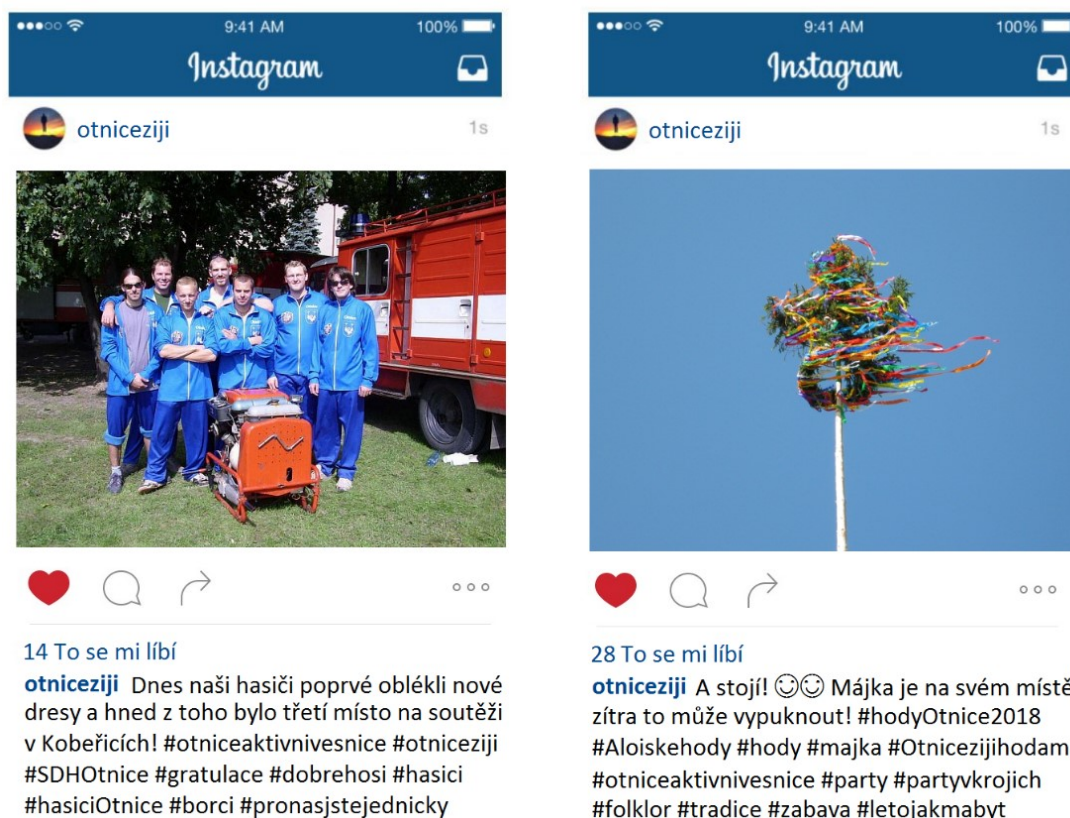 9:41 AM
100%
Instagram
otniceziji
1s
14 To se mi líbí
otniceziji Dnes naši hasiči poprvé oblékli nové
dresy a hned z toho bylo třetí místo na soutěži
v Kobeřicích! #otniceaktivnivesnice #otniceziji
#SDHOtnice #gratulace #dobrehosi #hasici
#hasiciOtnice #borci #pronasjstejednicky
9:41 AM
100%
Instagram
otniceziji
1s
28 To se mi líbí
otniceziji A stojí! ☺☺ Májka je na svém místě
zítra to může vypuknout! #hodyOtnice2018
#Aloiskehody #hody #majka #Otnicezijihodam
#otniceaktivnivesnice #party #partyvkrojich
#folklor #tradice #zabava #letojakmabyt